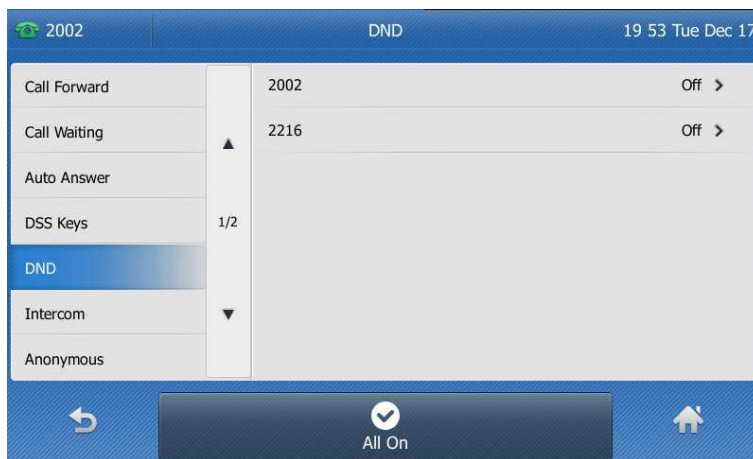 2002 DND 19 53 Tue Dec 17
Call Forward
Call Waiting
Auto Answer
DSS Keys
DND
Intercom
Anonymous
1/2
2002 Off
2216 Off
All On